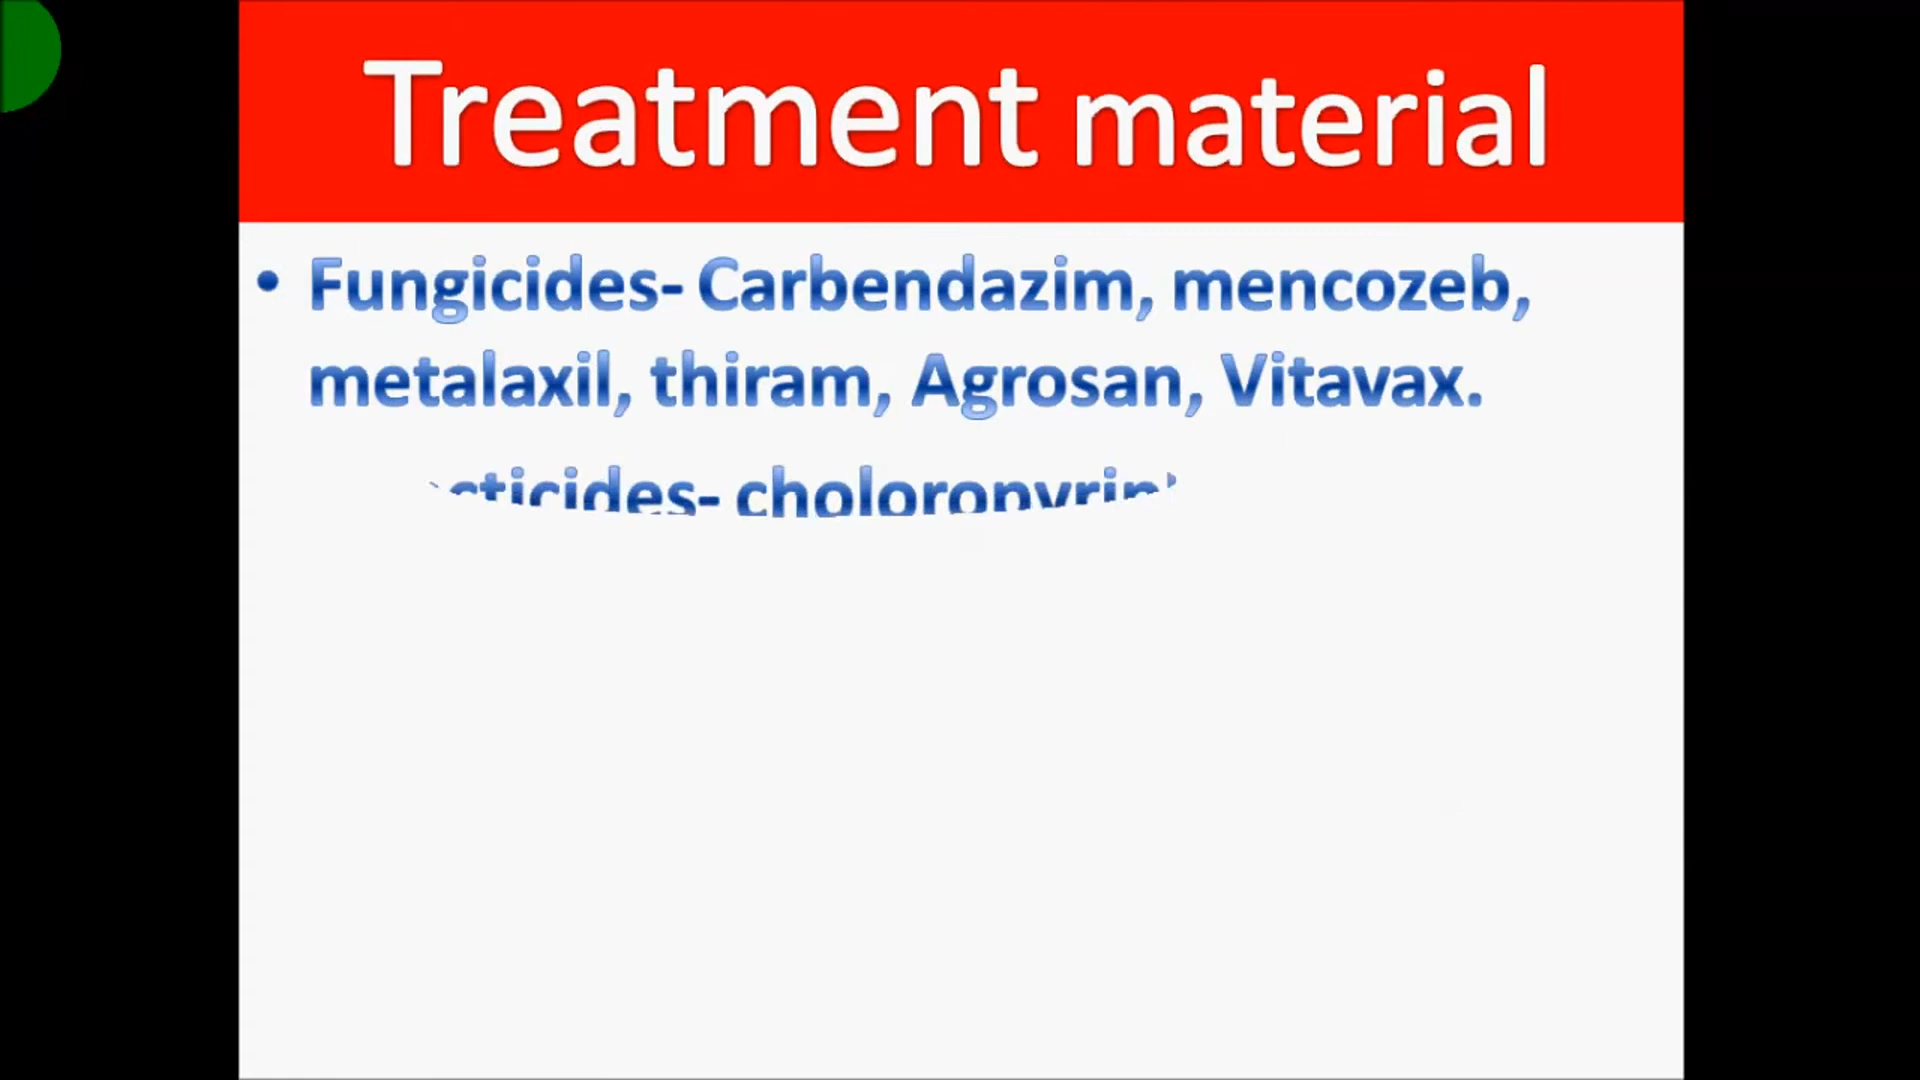 Treatment material
• Fungicides- Carbendazim, mencozeb,
metalaxil, thiram, Agrosan, Vitavax.